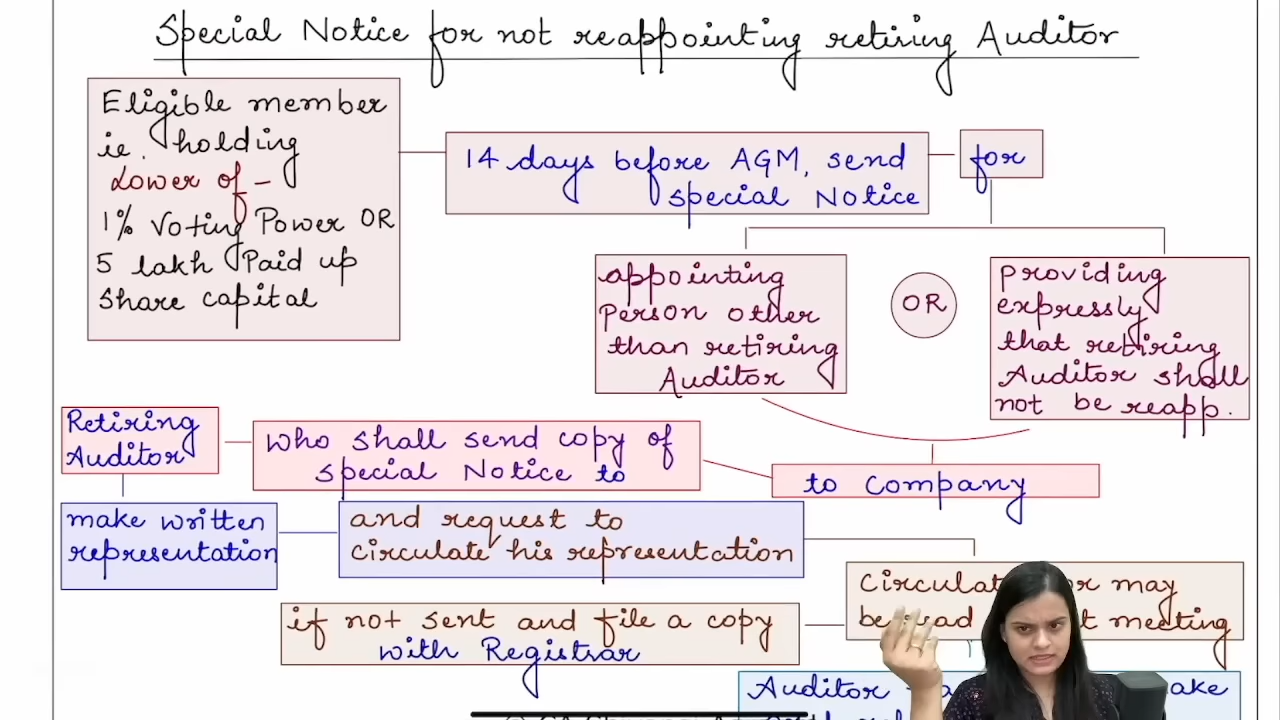 Special Notice for not reappointing retiring Auditor
Eligible member
ie. holding
Lower of –
1% Voting Power OR
5 lakh Paid up
Share capital
14 days before AGM, send
special Notice
for
appointing
Person other
than retiring
Auditor
OR
Providing
expressly
that retiring
Auditor shall
not be reapp.
to Company
who shall send copy of
special Notice to
Retiring
Auditor
make written
representation
and request to
circulate his representation
may
meeting
if not sent and file a copy
with Registrar
Auditor